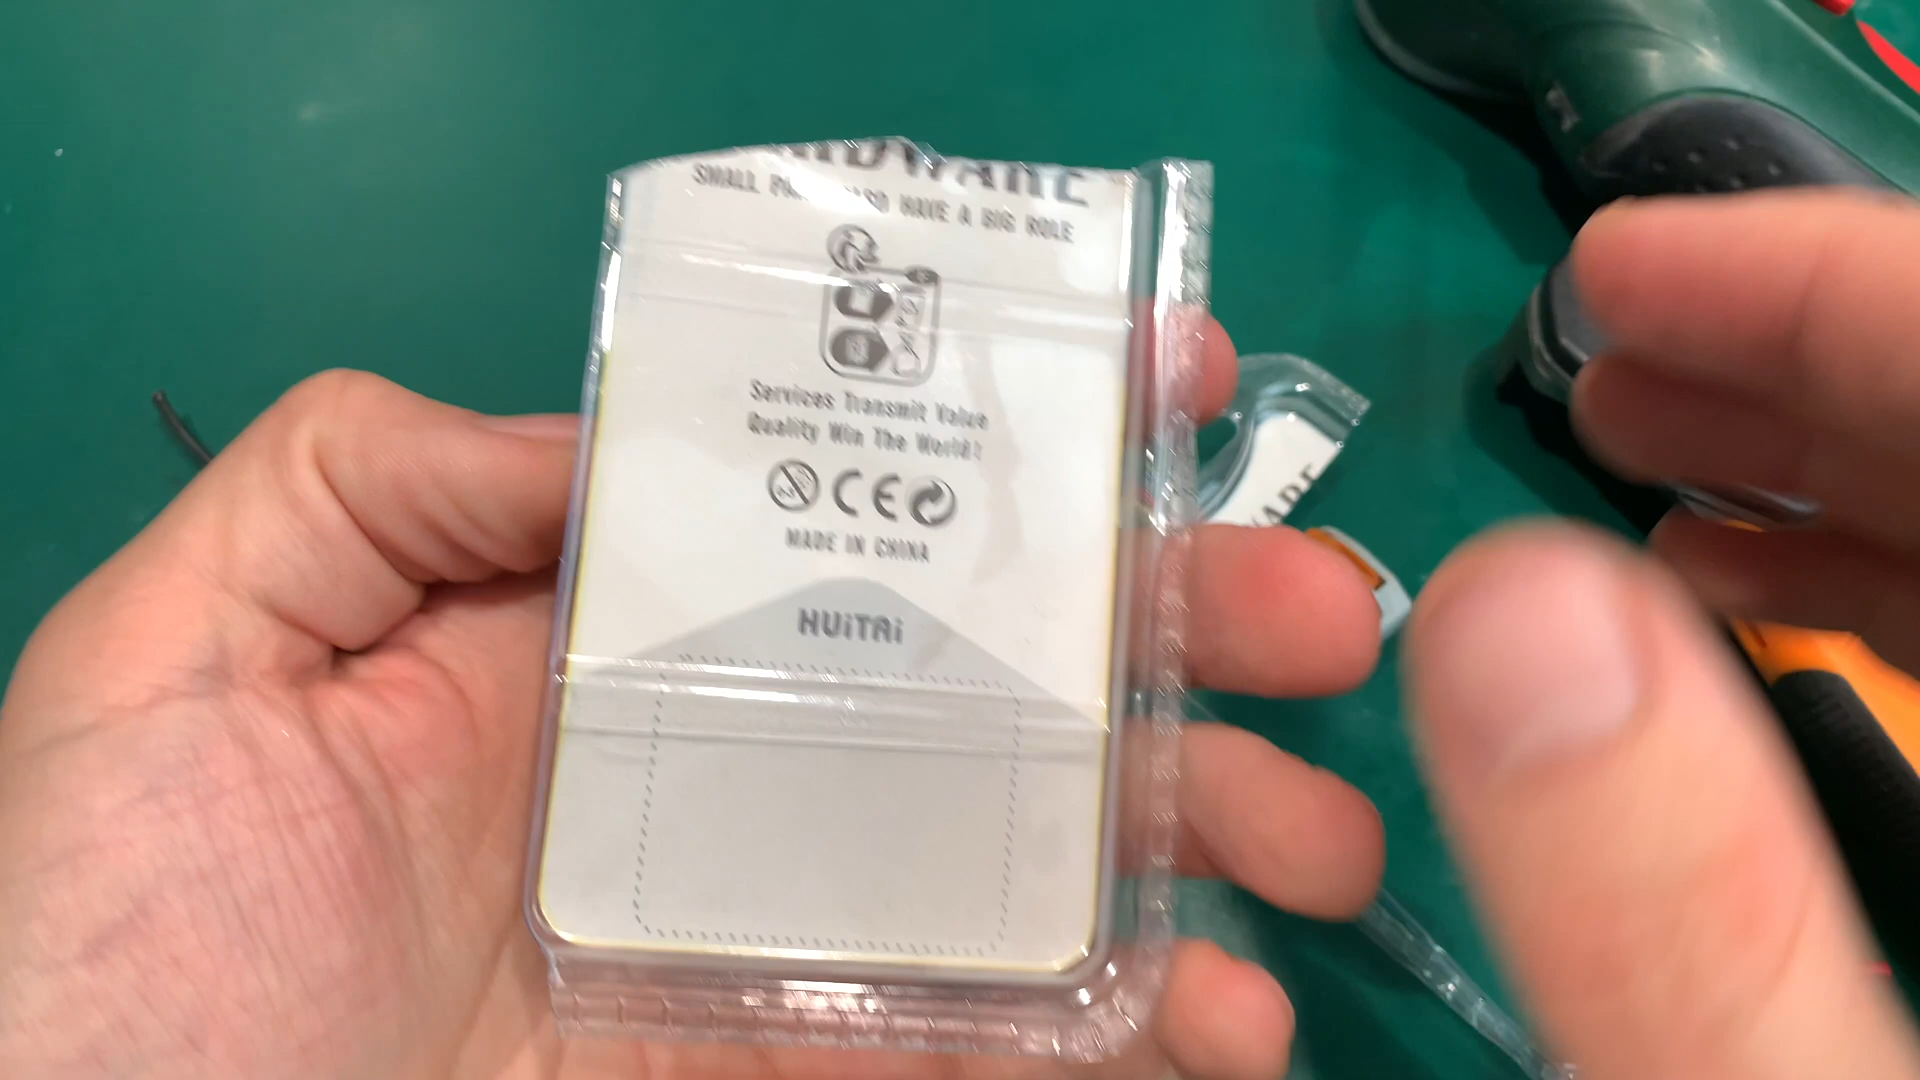 SMALL HAVE A BIG ROLE
Services Transmit Value
Quality Win The World!
CE
MADE IN CHINA
HUiTAi